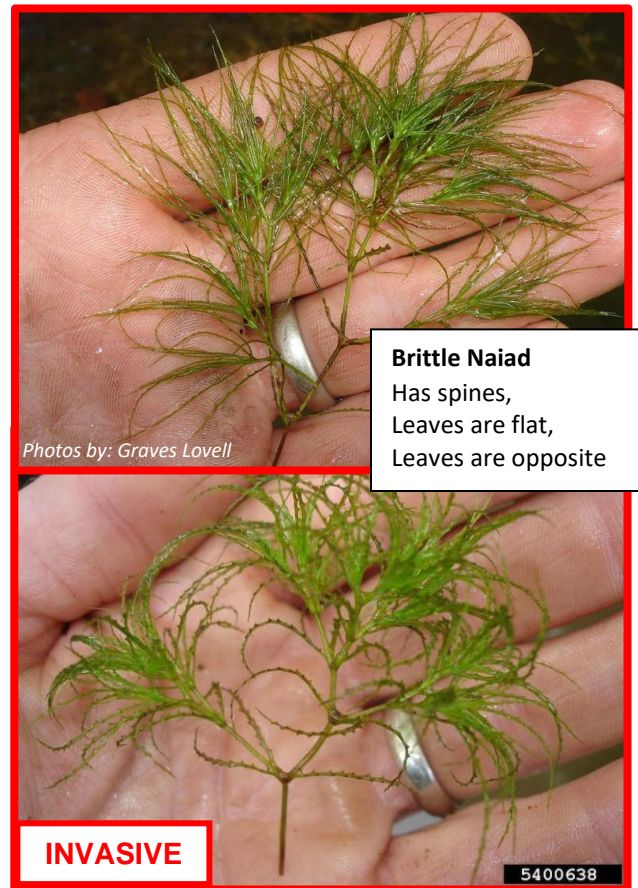 Brittle Naiad
Has spines,
Leaves are flat,
Leaves are opposite
Photos by: Graves Lovell
INVASIVE
5400638